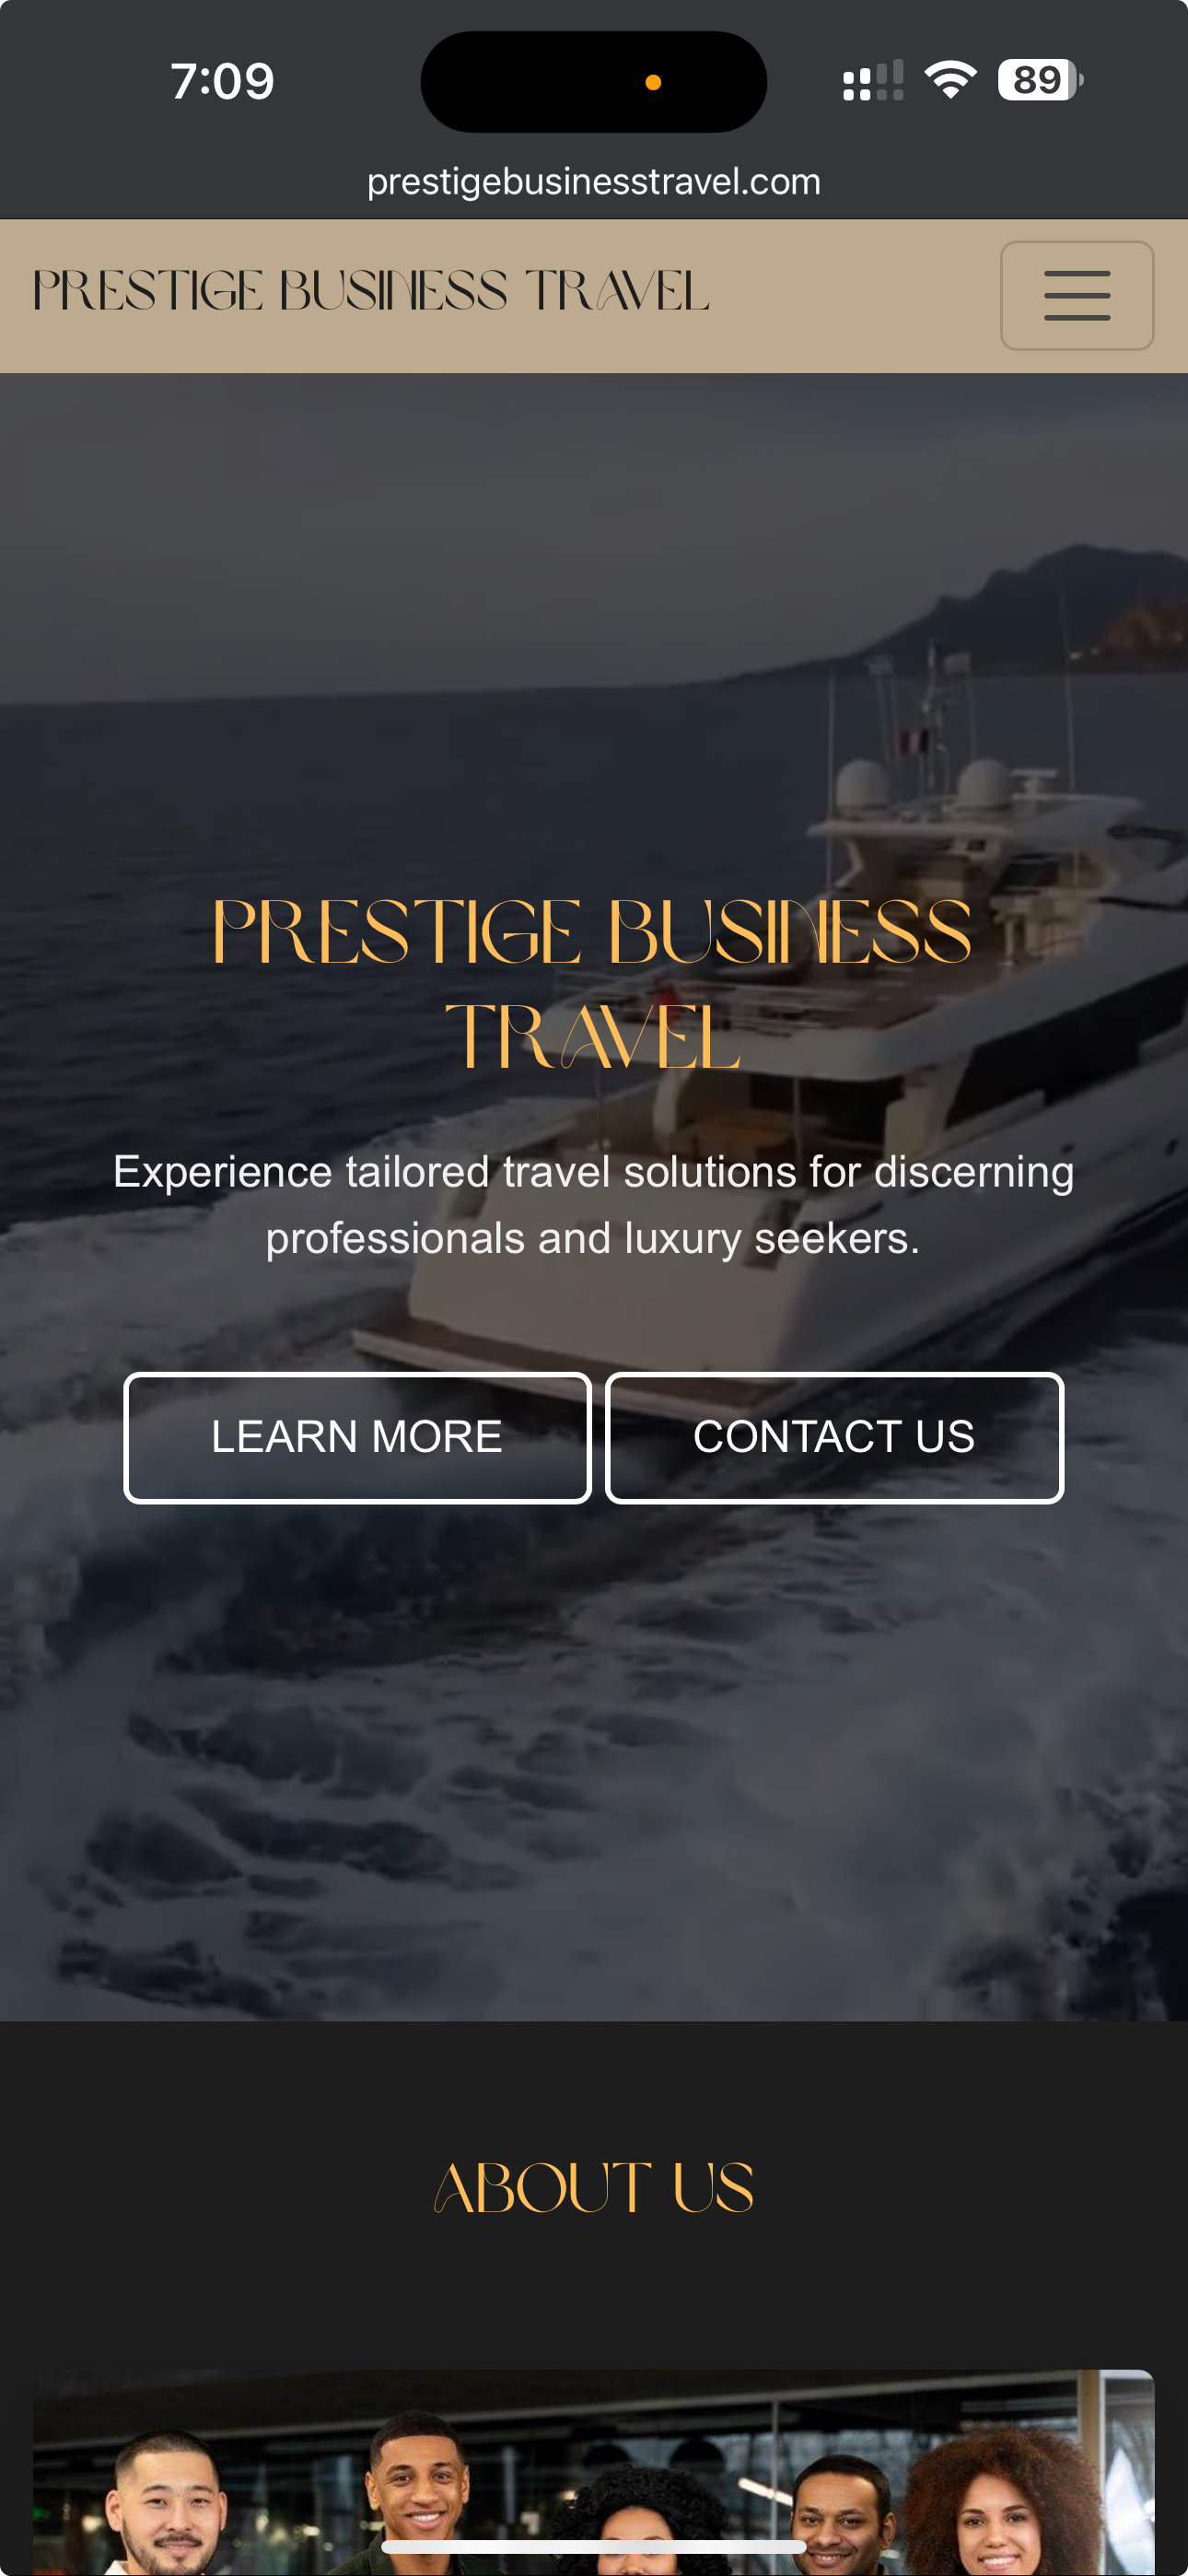 7:09
89
prestigebusinesstravel.com
PRESTIGE BUSINESS TRAVEL
PRESTIGE BUSINESS
TRAVEL
Experience tailored travel solutions for discerning
professionals and luxury seekers.
LEARN MORE
CONTACT US
ABOUT US